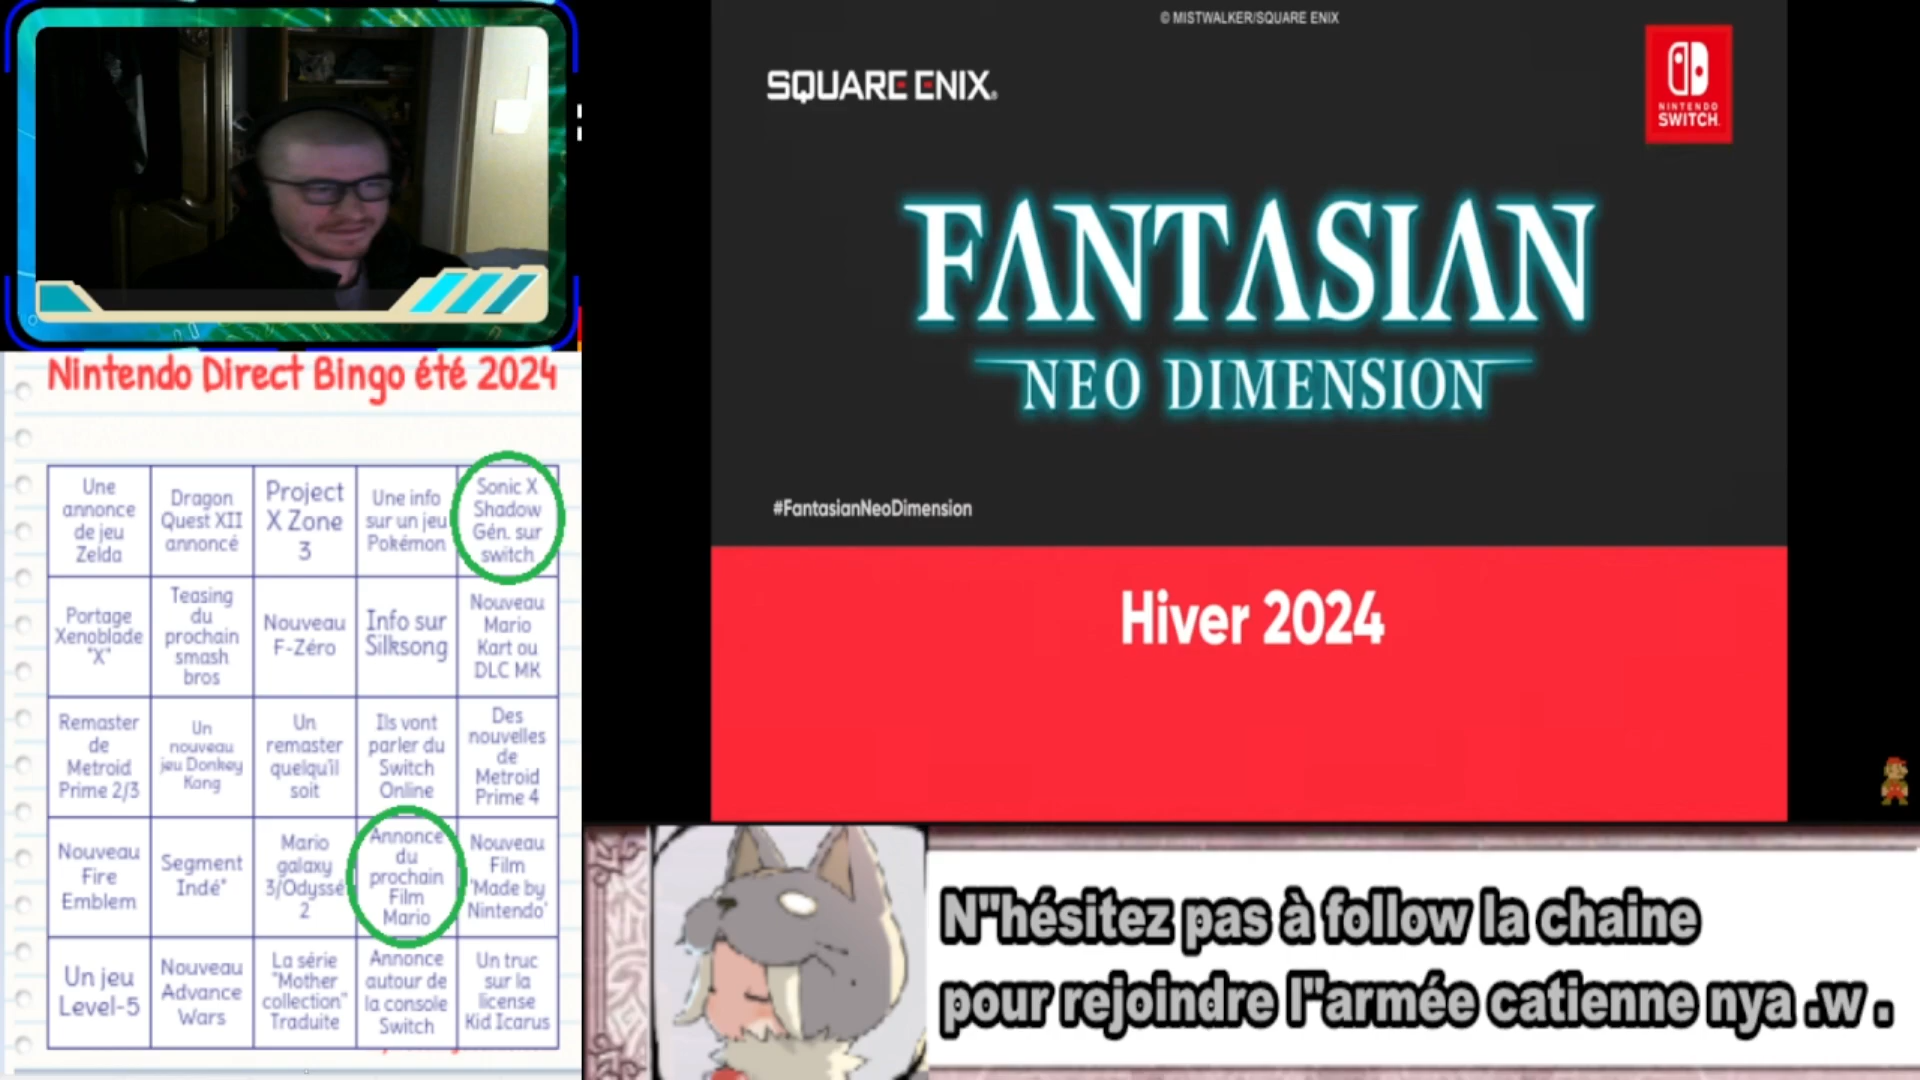 © MISTWALKER/SQUARE ENIX
SQUARE ENIX®
NINTENDO
SWITCH
FANTASIAN
NEO DIMENSION
#FantasianNeoDimension
Hiver 2024
Nintendo Direct Bingo été 2024
Une
annonce
de jeu
Zelda
Dragon
Quest XII
annoncé
Project
X Zone
3
Une info
sur un jeu
Pokémon
Sonic X
Shadow
Gén. sur
switch
Portage
Xenoblade
"X"
Teasing
du
prochain
smash
bros
Nouveau
F-Zéro
Info sur
Silksong
Nouveau
Mario
Kart ou
DLC MK
Remaster
de
Metroid
Prime 2/3
Un
nouveau
jeu Donkey
Kong
Un
remaster
quelqu'il
soit
Ils vont
parler du
Switch
Online
Des
nouvelles
de
Metroid
Prime 4
Nouveau
Fire
Emblem
Segment
Indé"
Mario
galaxy
3/Odyssé
2
Annonce
du
prochain
Film
Mario
Nouveau
Film
'Made by
Nintendo'
Un jeu
Level-5
Nouveau
Advance
Wars
La série
"Mother
collection"
Traduite
Annonce
autour de
la console
Switch
Un truc
sur la
license
Kid Icarus
N"hésitez pas à follow la chaine
pour rejoindre l"armée catienne nya .w .